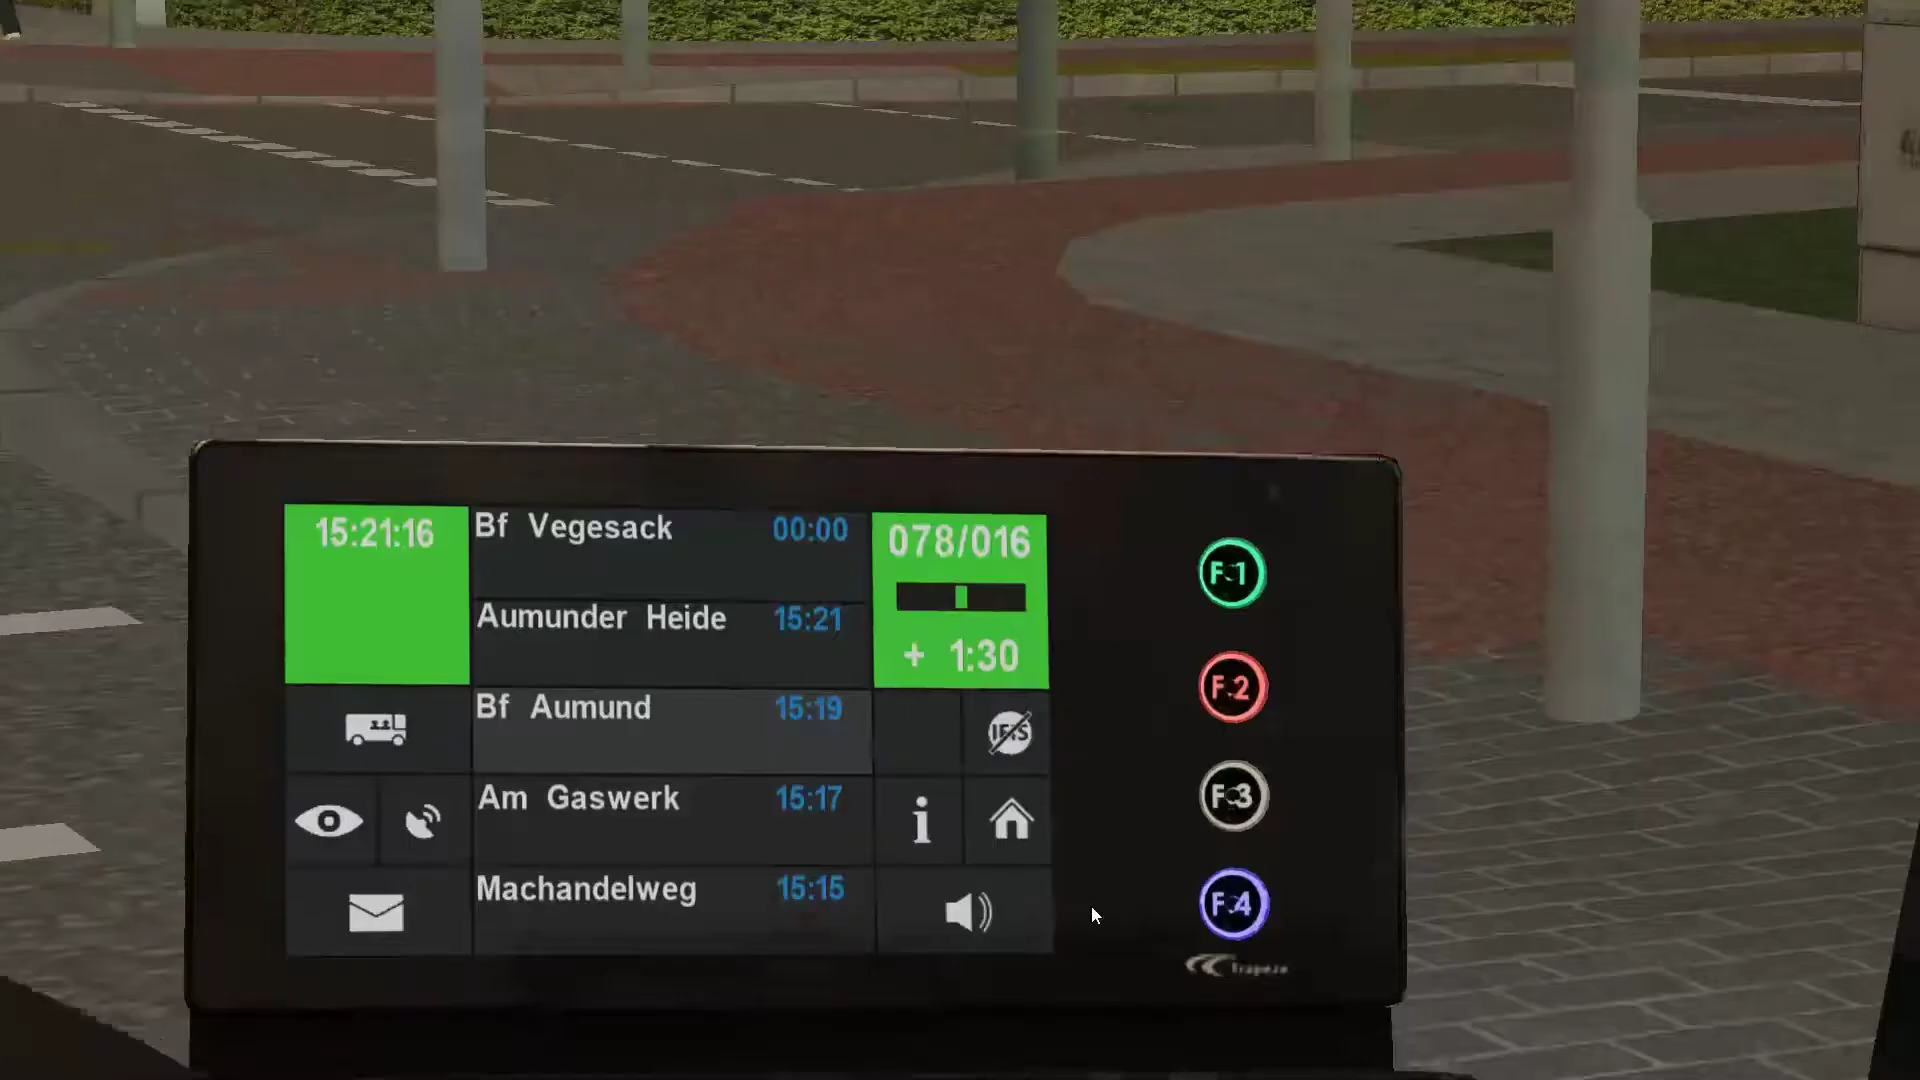 15:21:16
Bf Vegesack 00:00
078/016
Aumunder Heide 15:21
+ 1:30
Bf Aumund 15:19
Am Gaswerk 15:17
Machandelweg 15:15
F1
F2
F3
F4
Trapeze